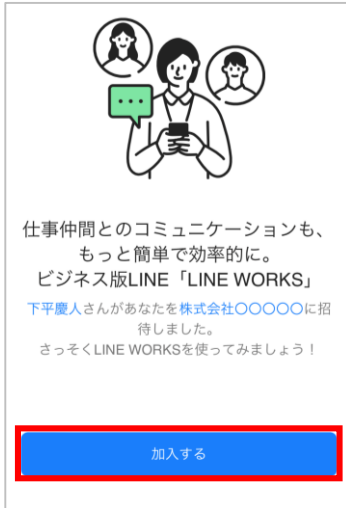 仕事仲間とのコミュニケーションも、
もっと簡単で効率的に。
ビジネス版LINE「LINE WORKS」
下平慶人さんがあなたを株式会社〇〇〇〇〇に招
待しました。
さっそくLINE WORKSを使ってみましょう！
加入する